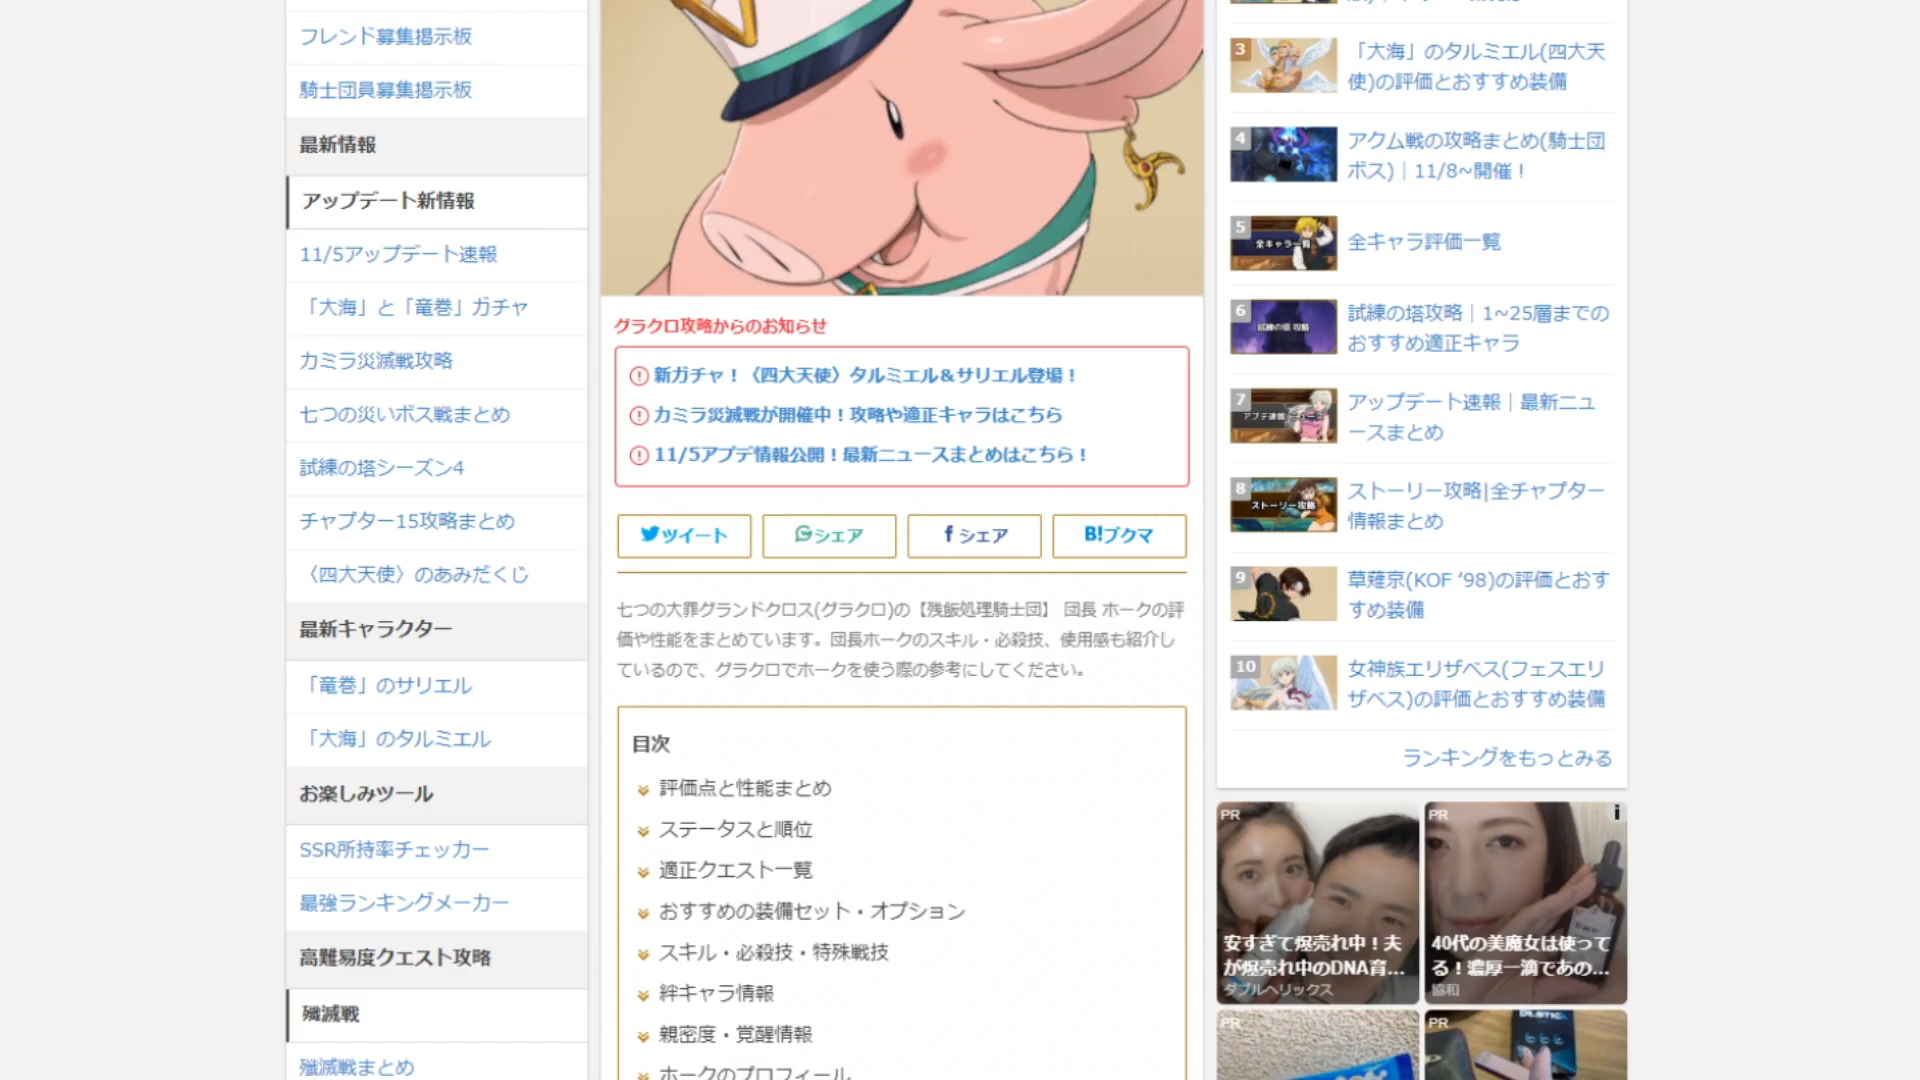 フレンド募集掲示板
騎士団員募集掲示板
最新情報
アップデート新情報
11/5アップデート速報
「大海」と「竜巻」ガチャ
カミラ災滅戦攻略
七つの災いボス戦まとめ
試練の塔シーズン4
チャプター15攻略まとめ
〈四大天使〉のあみだくじ
最新キャラクター
「竜巻」のサリエル
「大海」のタルミエル
お楽しみツール
SSR所持率チェッカー
最強ランキングメーカー
高難易度クエスト攻略
殲滅戦
殲滅戦まとめ
グラクロ攻略からのお知らせ
新ガチャ！〈四大天使〉タルミエル&サリエル登場！
カミラ災滅戦が開催中！攻略や適正キャラはこちら
11/5アプデ情報公開！最新ニュースまとめはこちら！
ツイート
シェア
シェア
B!ブクマ
七つの大罪グランドクロス(グラクロ)の【残飯処理騎士団】 団長 ホークの評
価や性能をまとめています。団長ホークのスキル・必殺技、使用感も紹介し
ているので、グラクロでホークを使う際の参考にしてください。
目次
評価点と性能まとめ
ステータスと順位
適正クエスト一覧
おすすめの装備セット・オプション
スキル・必殺技・特殊戦技
絆キャラ情報
親密度・覚醒情報
ホークのプロフィール
3
「大海」のタルミエル(四大天
使)の評価とおすすめ装備
4
アクム戦の攻略まとめ(騎士団
ボス)｜11/8~開催！
5
全キャラ一覧
全キャラ評価一覧
6
試練の塔 攻略
試練の塔攻略｜1~25層までの
おすすめ適正キャラ
7
アップデート速報｜最新ニュ
ースまとめ
8
ストーリー攻略
ストーリー攻略|全チャプター
情報まとめ
9
草薙京(KOF ‘98)の評価とおす
すめ装備
10
女神族エリザベス(フェスエリ
ザベス)の評価とおすすめ装備
ランキングをもっとみる
PR
安すぎて爆売れ中！夫
が爆売れ中のDNA育...
ダブルヘリックス
PR
40代の美魔女は使って
る！濃厚一滴であの...
協和
PR
PR